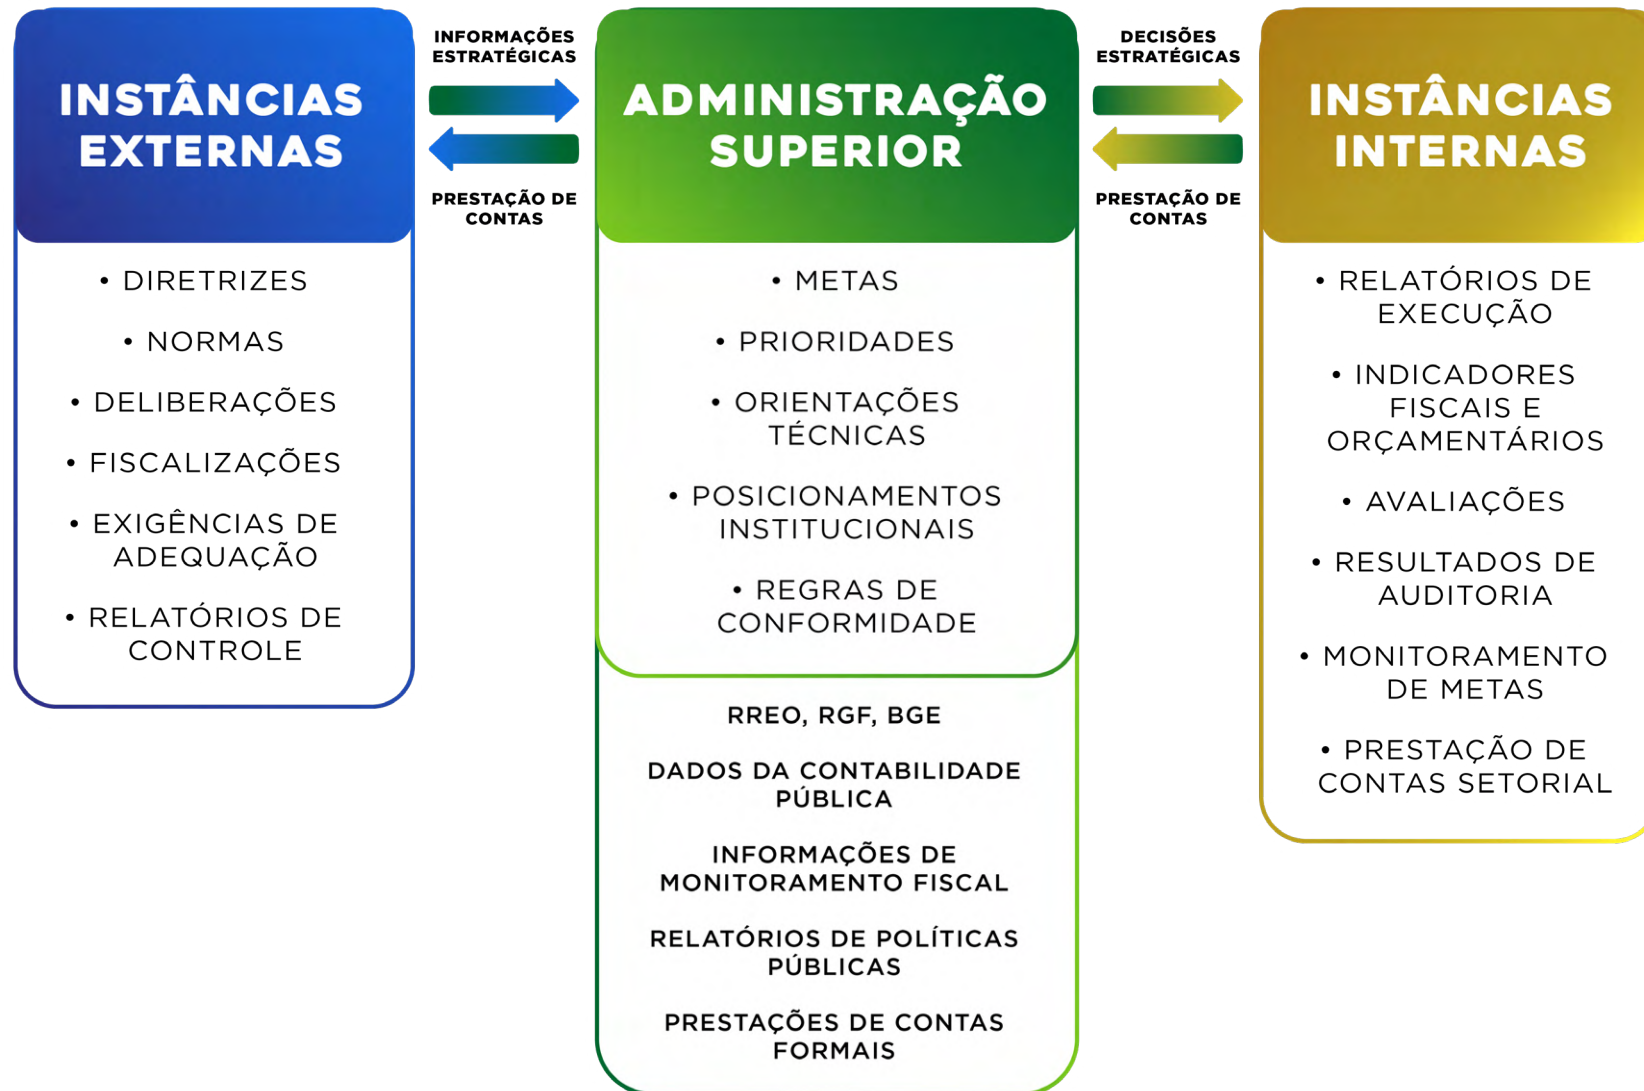 INSTÂNCIAS
EXTERNAS
• DIRETRIZES
• NORMAS
• DELIBERAÇÕES
• FISCALIZAÇÕES
• EXIGÊNCIAS DE
ADEQUAÇÃO
• RELATÓRIOS DE
CONTROLE
INFORMAÇÕES
ESTRATÉGICAS
PRESTAÇÃO DE
CONTAS
ADMINISTRAÇÃO
SUPERIOR
• METAS
• PRIORIDADES
• ORIENTAÇÕES
TÉCNICAS
• POSICIONAMENTOS
INSTITUCIONAIS
• REGRAS DE
CONFORMIDADE
RREO, RGF, BGE
DADOS DA CONTABILIDADE
PÚBLICA
INFORMAÇÕES DE
MONITORAMENTO FISCAL
RELATÓRIOS DE POLÍTICAS
PÚBLICAS
PRESTAÇÕES DE CONTAS
FORMAIS
DECISÕES
ESTRATÉGICAS
PRESTAÇÃO DE
CONTAS
INSTÂNCIAS
INTERNAS
• RELATÓRIOS DE
EXECUÇÃO
• INDICADORES
FISCAIS E
ORÇAMENTÁRIOS
• AVALIAÇÕES
• RESULTADOS DE
AUDITORIA
• MONITORAMENTO
DE METAS
• PRESTAÇÃO DE
CONTAS SETORIAL